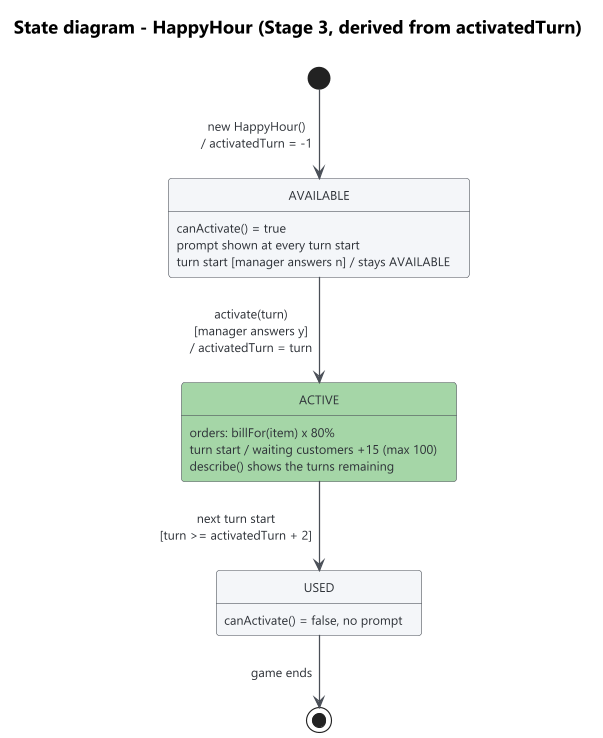 State diagram - HappyHour (Stage 3, derived from activatedTurn)
new HappyHour()
/ activatedTurn = -1
AVAILABLE
canActivate() = true
prompt shown at every turn start
turn start [manager answers n] / stays AVAILABLE
activate(turn)
[manager answers y]
/ activatedTurn = turn
ACTIVE
orders: billFor(item) x 80%
turn start / waiting customers +15 (max 100)
describe() shows the turns remaining
next turn start
[turn >= activatedTurn + 2]
USED
canActivate() = false, no prompt
game ends